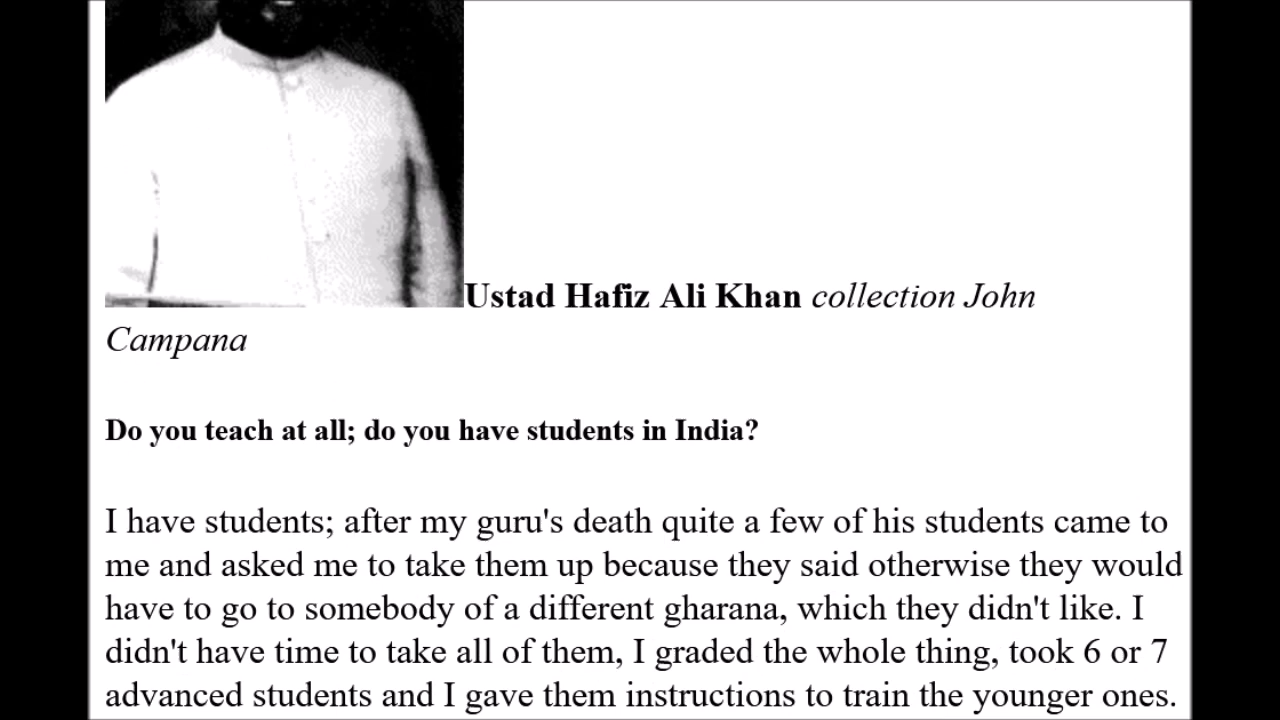 Ustad Hafiz Ali Khan collection John
Campana
Do you teach at all; do you have students in India?
I have students; after my guru's death quite a few of his students came to
me and asked me to take them up because they said otherwise they would
have to go to somebody of a different gharana, which they didn't like. I
didn't have time to take all of them, I graded the whole thing, took 6 or 7
advanced students and I gave them instructions to train the younger ones.